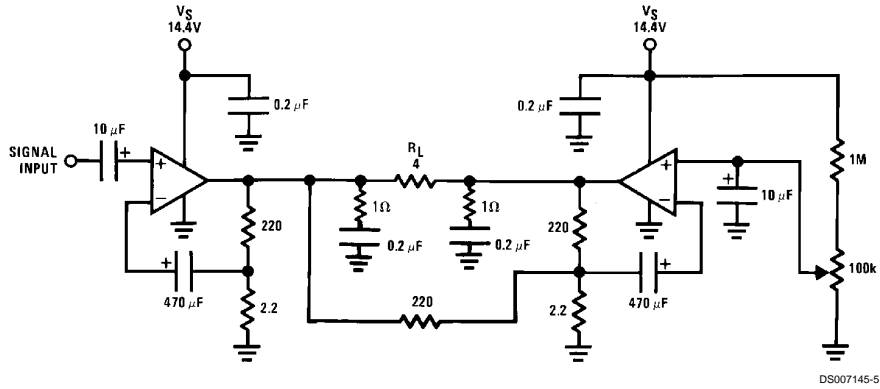 VS
14.4V
VS
14.4V
0.2 μF
0.2 μF
10 μF
SIGNAL
INPUT
+
+
−
RL
4
+
−
+
10 μF
1M
1Ω
1Ω
220
220
0.2 μF
0.2 μF
100k
+
470 μF
+
470 μF
2.2
220
2.2
DS007145-5